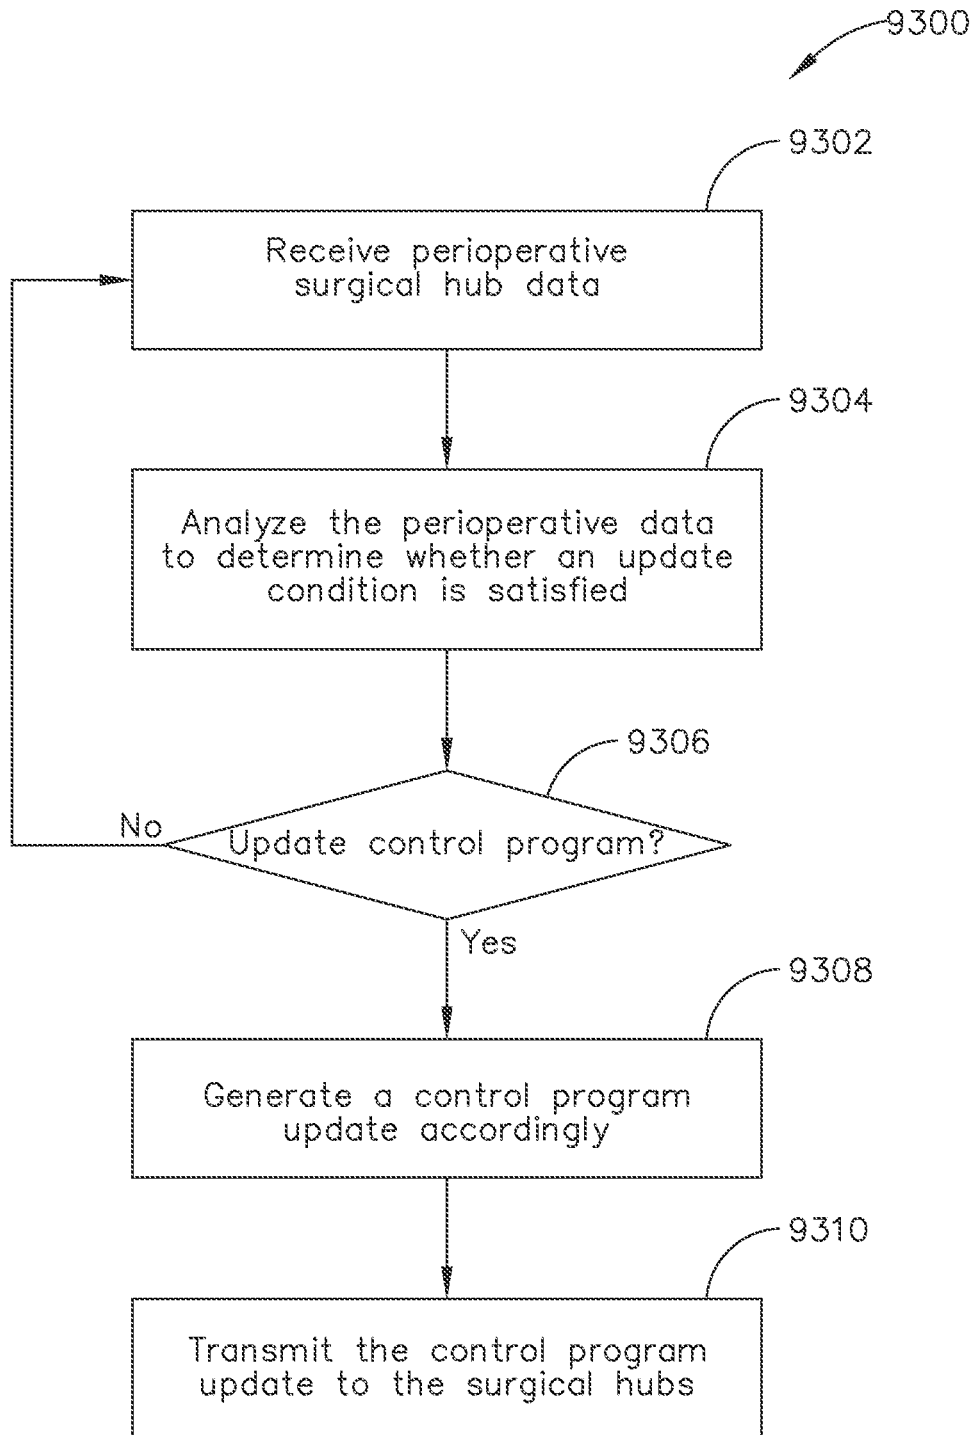 9300
9302
Receive perioperative
surgical hub data
9304
Analyze the perioperative data
to determine whether an update
condition is satisfied
9306
No
Update control program?
Yes
9308
Generate a control program
update accordingly
9310
Transmit the control program
update to the surgical hubs